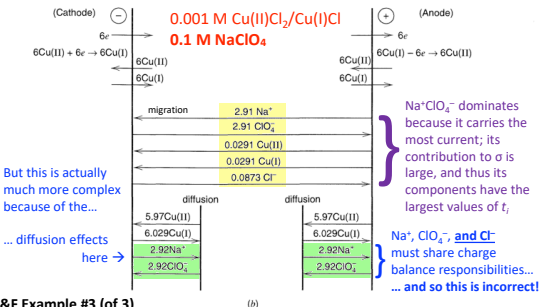 (Cathode) − 0.001 M Cu(II)Cl₂/Cu(I)Cl + (Anode)
0.1 M NaClO₄
6e 6e
6Cu(II) + 6e → 6Cu(I) 6Cu(I) − 6e → 6Cu(II)
6Cu(II) 6Cu(II)
6Cu(I) 6Cu(I)
migration 2.91 Na⁺
2.91 ClO₄⁻
0.0291 Cu(II)
0.0291 Cu(I)
0.0873 Cl⁻
Na⁺ClO₄⁻ dominates
because it carries the
most current; its
contribution to σ is
large, and thus its
components have the
largest values of tᵢ
But this is actually
much more complex
because of the…
… diffusion effects
here →
diffusion diffusion
5.97Cu(II) 5.97Cu(II)
6.029Cu(I) 6.029Cu(I)
2.92Na⁺ 2.92Na⁺
2.92ClO₄⁻ 2.92ClO₄⁻
Na⁺, ClO₄⁻, and Cl⁻
must share charge
balance responsibilities…
… and so this is incorrect!
&F Example #3 (of 3) (b)